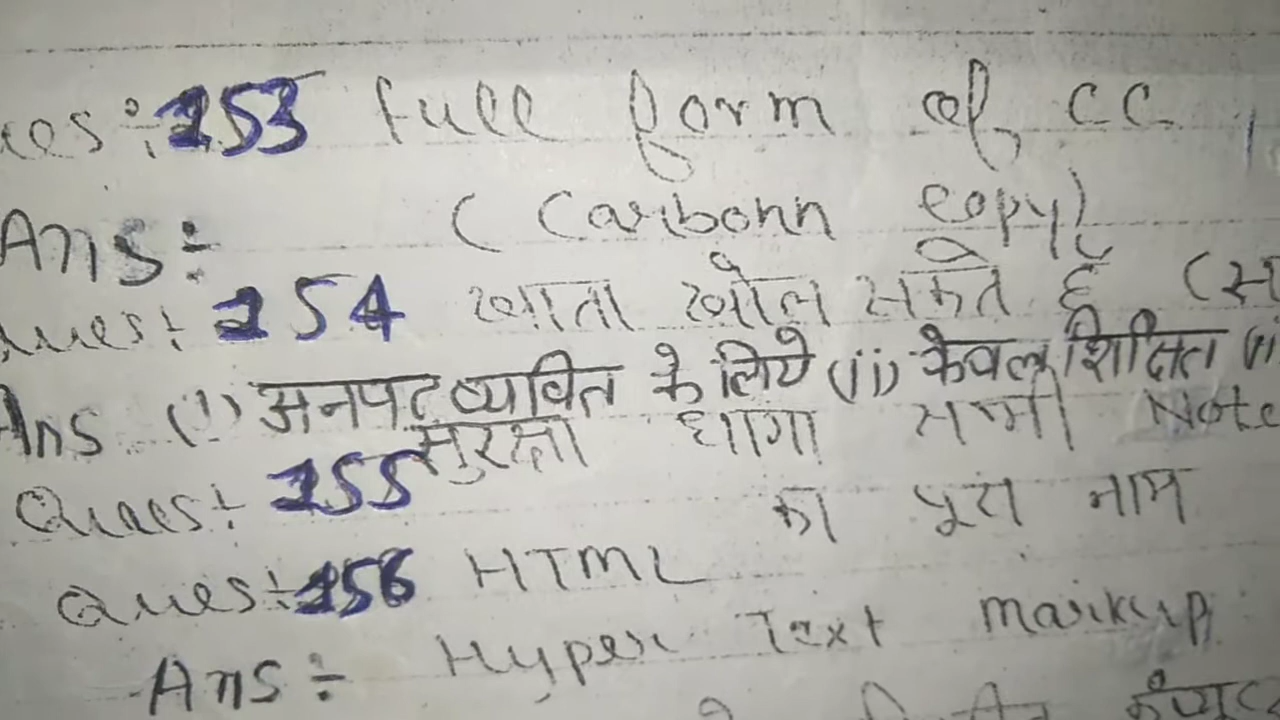 ues÷ 253 full form of CC
Ans÷ (Carbonn copy)
Ques÷ 254 खाता खोल सकते है (स
Ans (i) अनपढ व्यक्ति के लिये (ii) केवल शिक्षित (i
Ques÷ 255 सुरक्षा धागा सभी Note
Ques÷ 256 HTML का पूरा नाम
Ans÷ Hyper Text markup